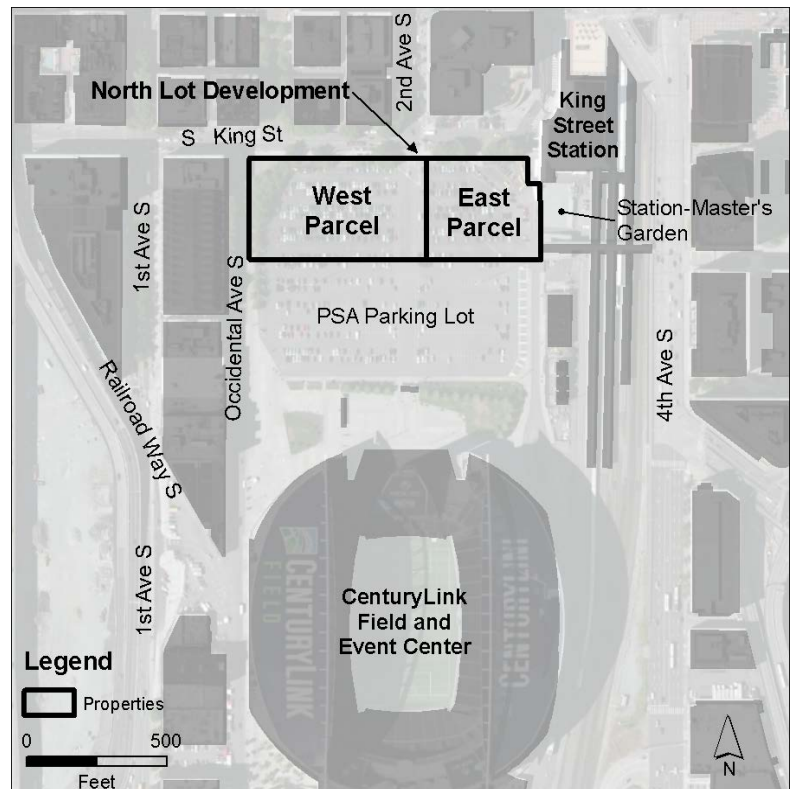 2nd Ave S
North Lot Development
King
Street
Station
S King St
West
Parcel
East
Parcel
Station-Master's
Garden
1st Ave S
Occidental Ave S
PSA Parking Lot
4th Ave S
Railroad Way S
1st Ave S
CENTURYLINK
FIELD
CENTURYLINK
CenturyLink
Field and
Event Center
Legend
Properties
0 500
Feet
N